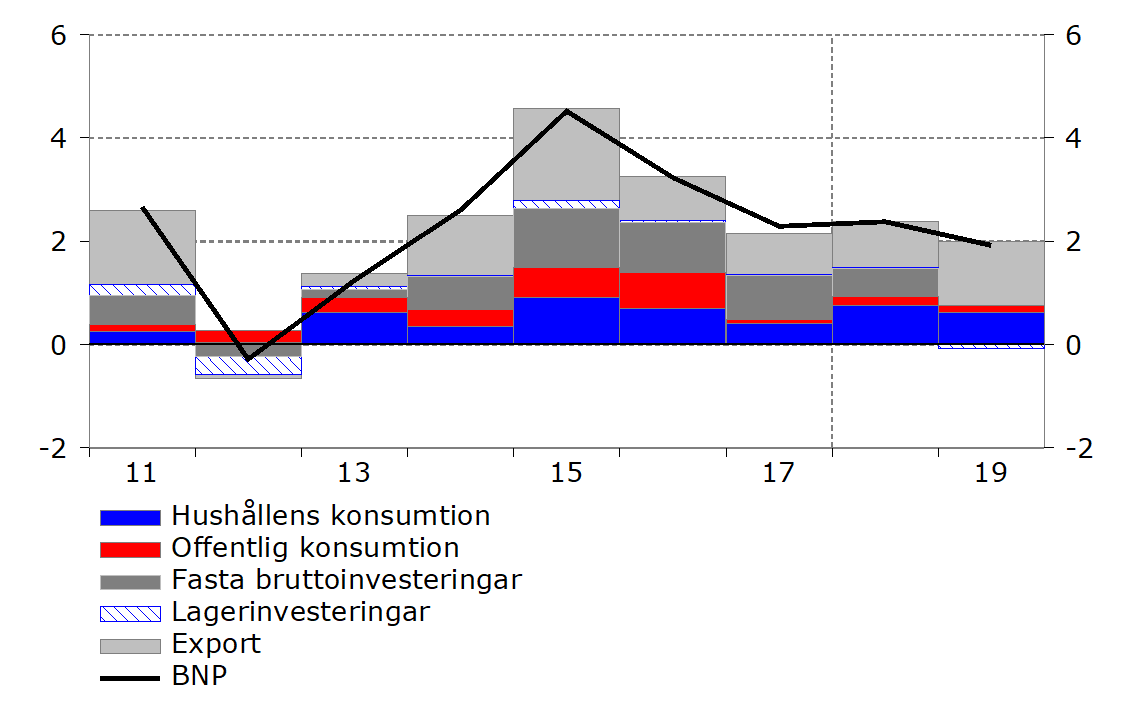 6 6
4 4
2 2
0 0
-2 -2
11 13 15 17 19
Hushållens konsumtion
Offentlig konsumtion
Fasta bruttoinvesteringar
Lagerinvesteringar
Export
BNP